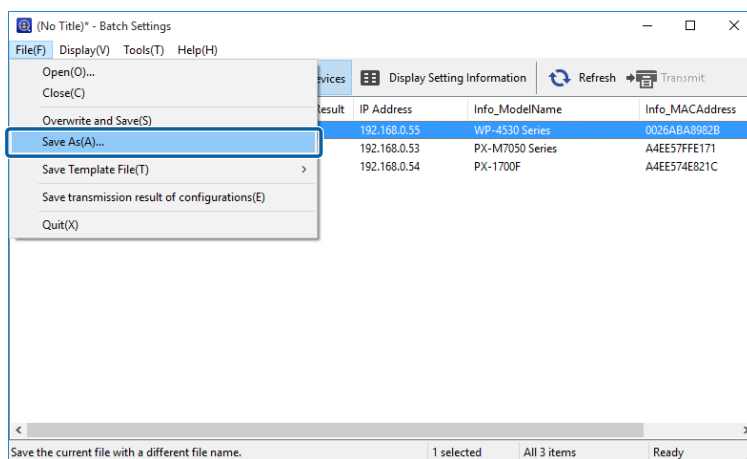 (No Title)* - Batch Settings
File(F) Display(V) Tools(T) Help(H)
Open(O)...
Close(C)
Overwrite and Save(S)
Save As(A)...
Save Template File(T)
Save transmission result of configurations(E)
Quit(X)
evices Display Setting Information Refresh Transmit
Result IP Address Info_ModelName Info_MACAddress
192.168.0.55 WP-4530 Series 0026ABA8982B
192.168.0.53 PX-M7050 Series A4EE57FFE171
192.168.0.54 PX-1700F A4EE574E821C
Save the current file with a different file name. 1 selected All 3 items Ready